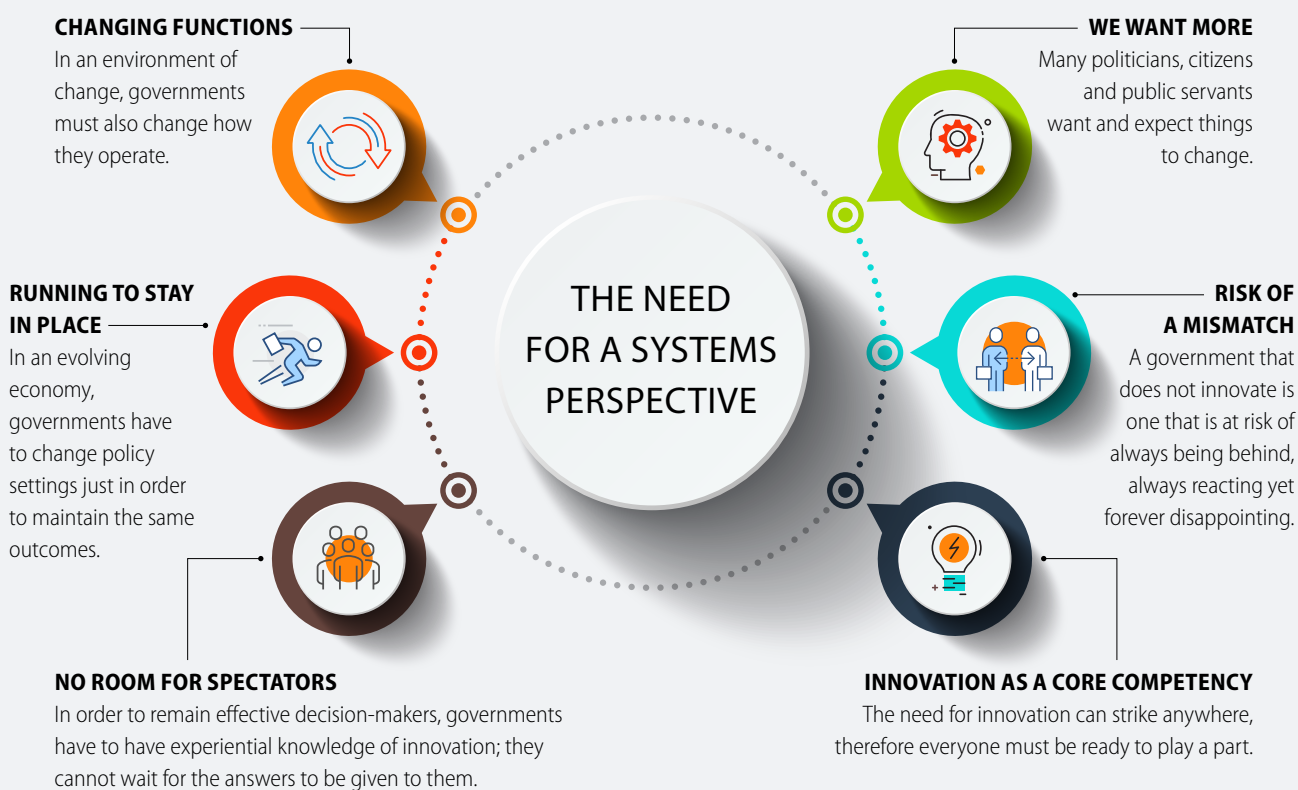 CHANGING FUNCTIONS
In an environment of
change, governments
must also change how
they operate.
WE WANT MORE
Many politicians, citizens
and public servants
want and expect things
to change.
RUNNING TO STAY
IN PLACE
In an evolving
economy,
governments have
to change policy
settings just in order
to maintain the same
outcomes.
THE NEED
FOR A SYSTEMS
PERSPECTIVE
RISK OF
A MISMATCH
A government that
does not innovate is
one that is at risk of
always being behind,
always reacting yet
forever disappointing.
NO ROOM FOR SPECTATORS
In order to remain effective decision-makers, governments
have to have experiential knowledge of innovation; they
cannot wait for the answers to be given to them.
INNOVATION AS A CORE COMPETENCY
The need for innovation can strike anywhere,
therefore everyone must be ready to play a part.